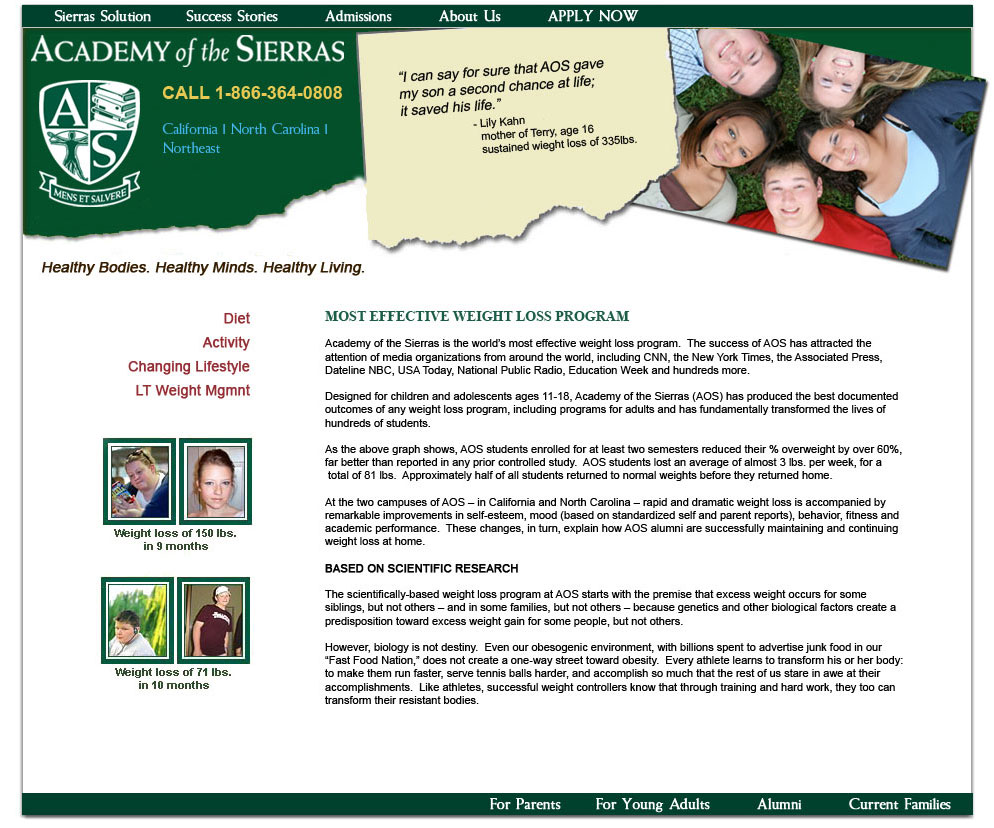 Sierras Solution Success Stories Admissions About Us APPLY NOW
ACADEMY of the SIERRAS
CALL 1-866-364-0808
California | North Carolina |
Northeast
A
S
MENS ET SALVERE
“I can say for sure that AOS gave
my son a second chance at life;
it saved his life.”
- Lily Kahn
mother of Terry, age 16
sustained wieght loss of 335lbs.
Healthy Bodies. Healthy Minds. Healthy Living.
Diet
Activity
Changing Lifestyle
LT Weight Mgmnt
Weight loss of 150 lbs.
in 9 months
Weight loss of 71 lbs.
in 10 months
MOST EFFECTIVE WEIGHT LOSS PROGRAM
Academy of the Sierras is the world’s most effective weight loss program. The success of AOS has attracted the
attention of media organizations from around the world, including CNN, the New York Times, the Associated Press,
Dateline NBC, USA Today, National Public Radio, Education Week and hundreds more.
Designed for children and adolescents ages 11-18, Academy of the Sierras (AOS) has produced the best documented
outcomes of any weight loss program, including programs for adults and has fundamentally transformed the lives of
hundreds of students.
As the above graph shows, AOS students enrolled for at least two semesters reduced their % overweight by over 60%,
far better than reported in any prior controlled study. AOS students lost an average of almost 3 lbs. per week, for a
total of 81 lbs. Approximately half of all students returned to normal weights before they returned home.
At the two campuses of AOS – in California and North Carolina – rapid and dramatic weight loss is accompanied by
remarkable improvements in self-esteem, mood (based on standardized self and parent reports), behavior, fitness and
academic performance. These changes, in turn, explain how AOS alumni are successfully maintaining and continuing
weight loss at home.
BASED ON SCIENTIFIC RESEARCH
The scientifically-based weight loss program at AOS starts with the premise that excess weight occurs for some
siblings, but not others – and in some families, but not others – because genetics and other biological factors create a
predisposition toward excess weight gain for some people, but not others.
However, biology is not destiny. Even our obesogenic environment, with billions spent to advertise junk food in our
“Fast Food Nation,” does not create a one-way street toward obesity. Every athlete learns to transform his or her body:
to make them run faster, serve tennis balls harder, and accomplish so much that the rest of us stare in awe at their
accomplishments. Like athletes, successful weight controllers know that through training and hard work, they too can
transform their resistant bodies.
For Parents For Young Adults Alumni Current Families